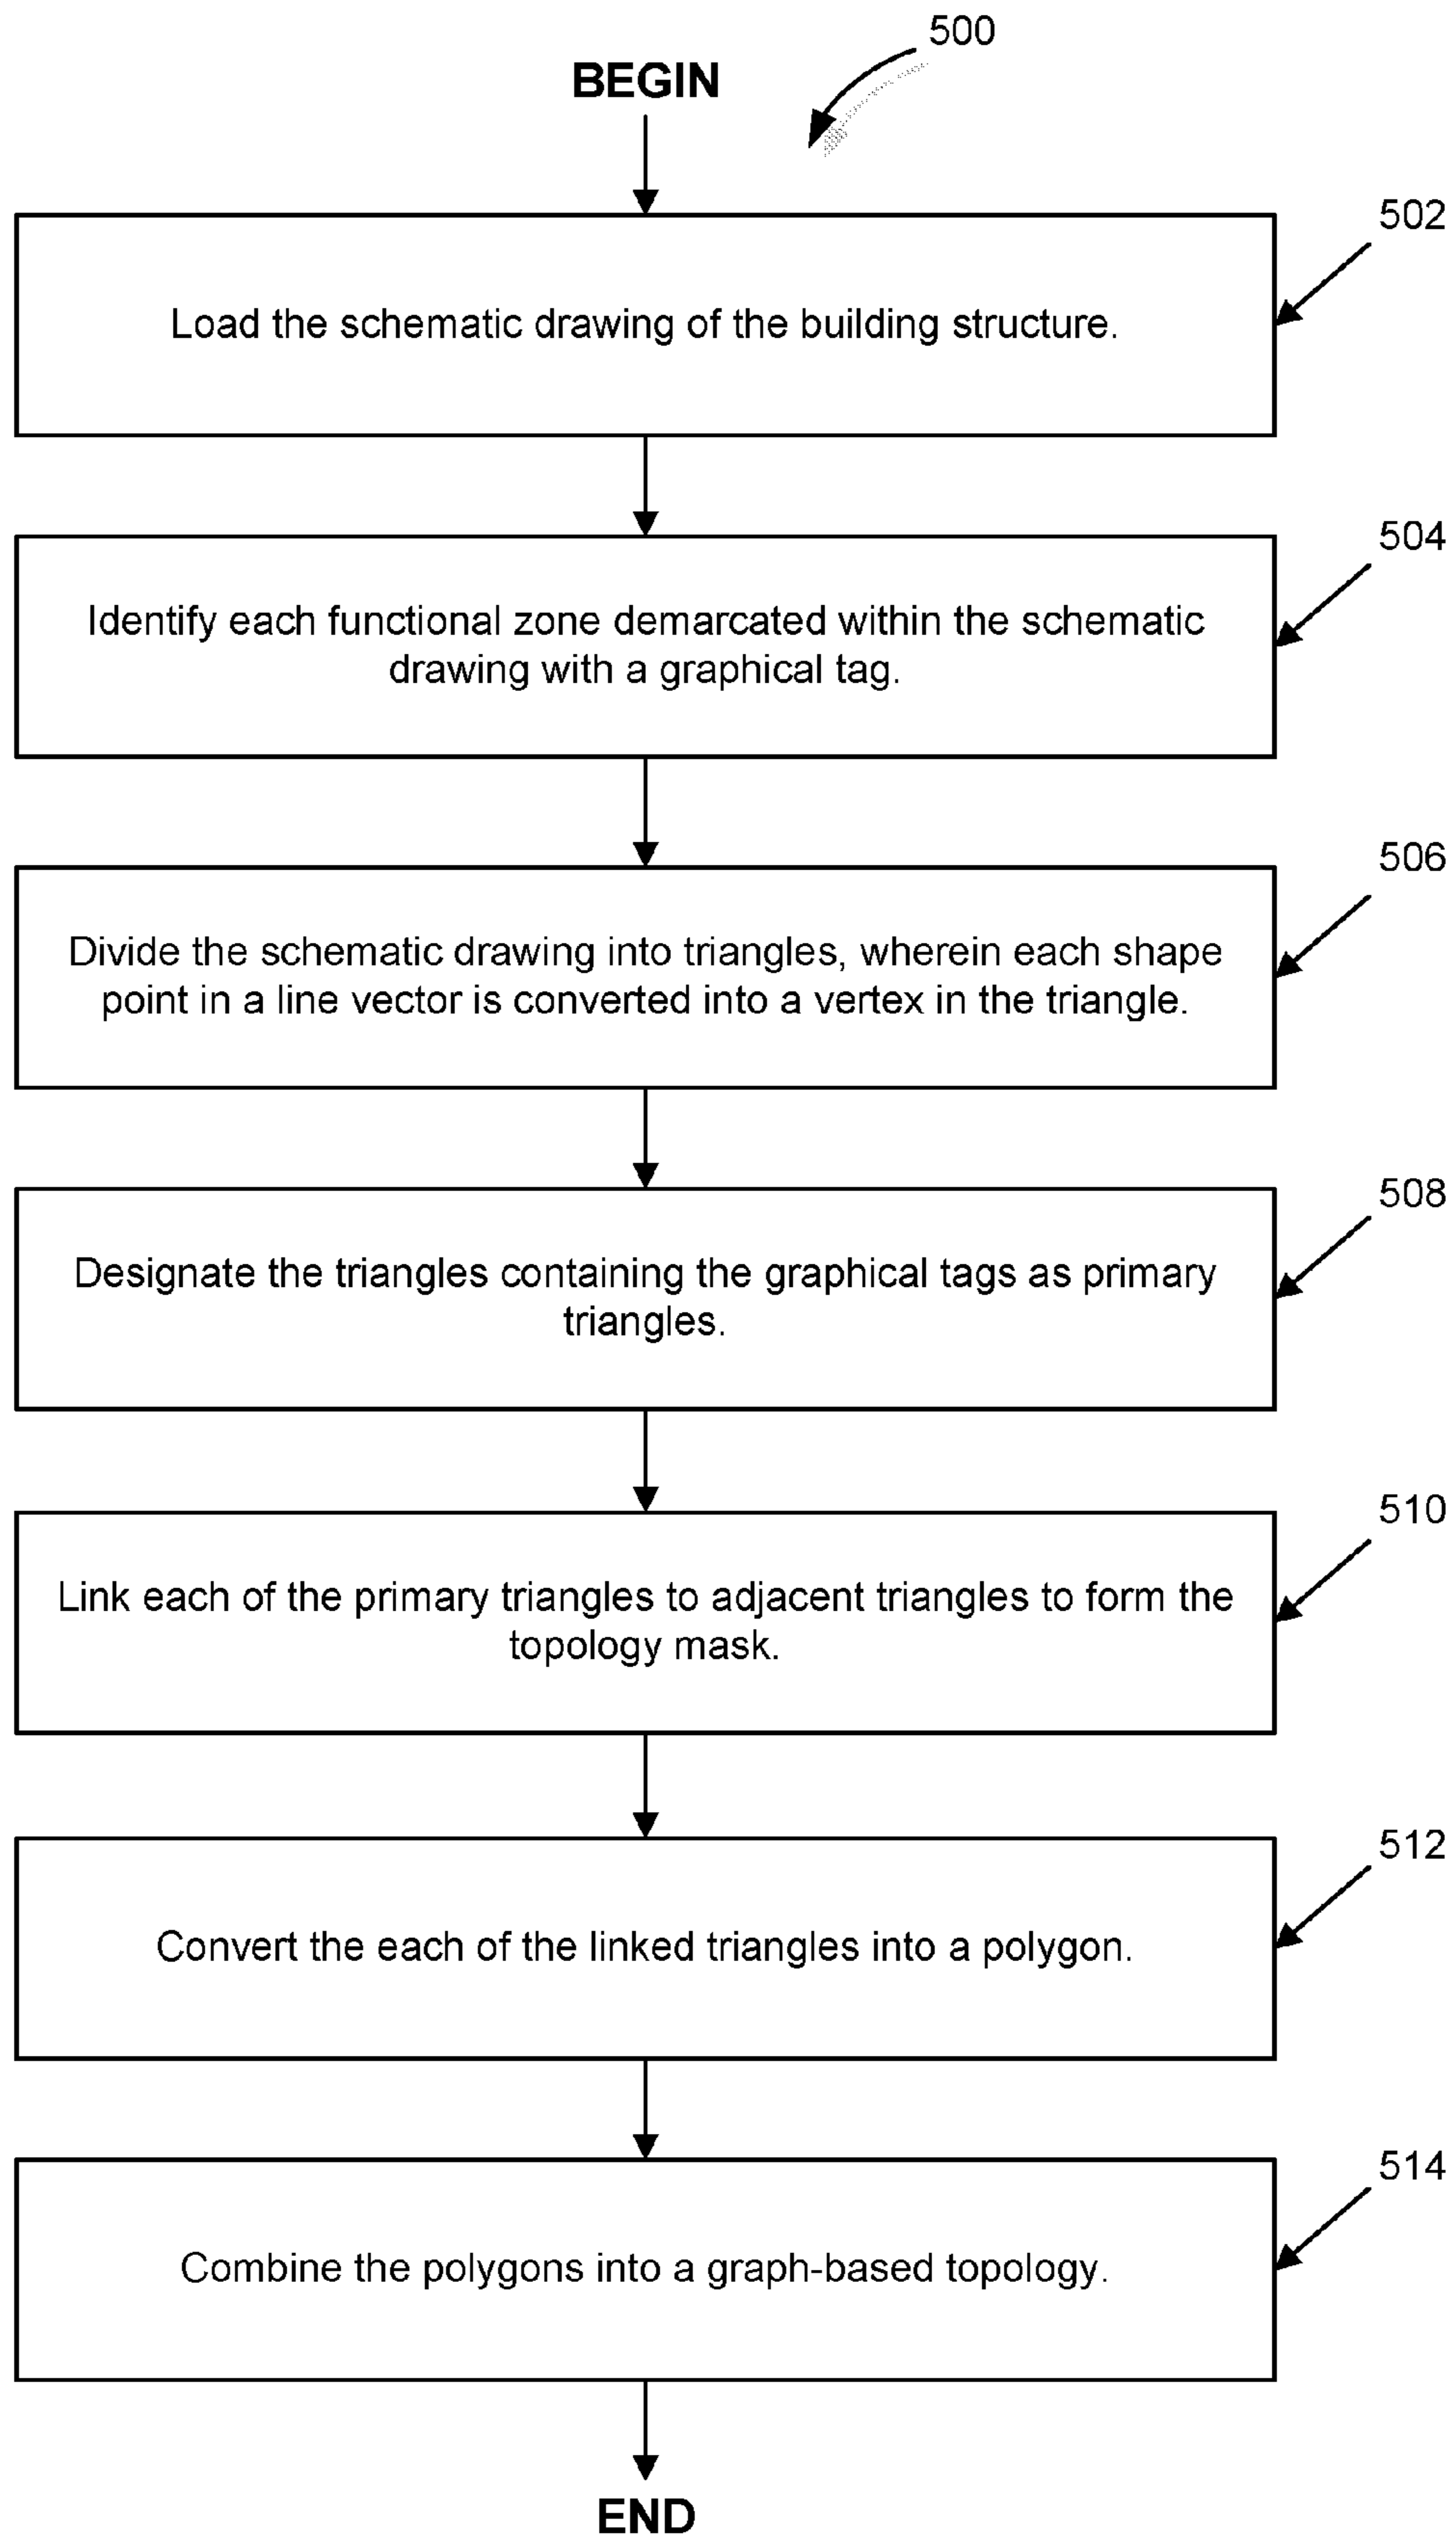 500
BEGIN
502
Load the schematic drawing of the building structure.
504
Identify each functional zone demarcated within the schematic
drawing with a graphical tag.
506
Divide the schematic drawing into triangles, wherein each shape
point in a line vector is converted into a vertex in the triangle.
508
Designate the triangles containing the graphical tags as primary
triangles.
510
Link each of the primary triangles to adjacent triangles to form the
topology mask.
512
Convert the each of the linked triangles into a polygon.
514
Combine the polygons into a graph-based topology.
END